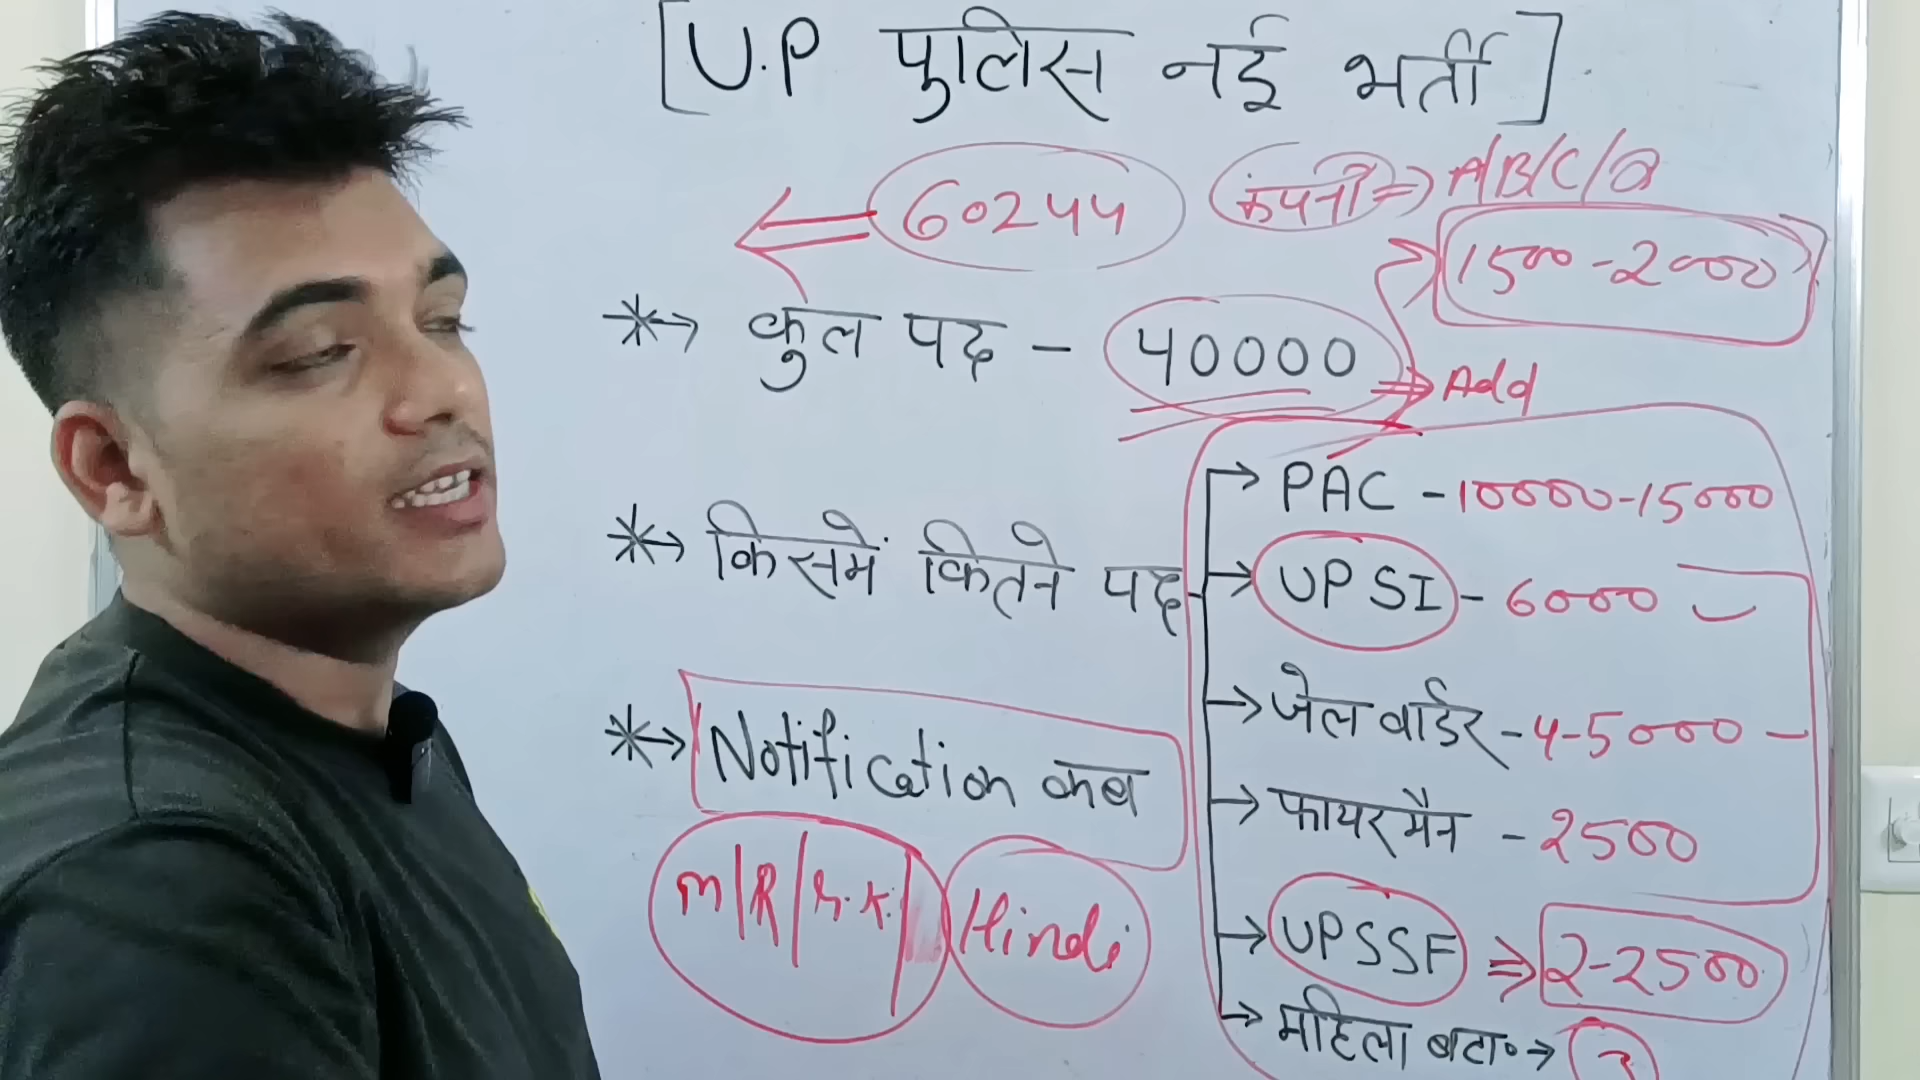 [U.P पुलिस नई भर्ती]
60244 कंपनी => A/B/C/D
1500-2000
*→ कुल पद - 40000 => Add
→ PAC - 10000-15000
*→ किसमें कितने पद → UPSI - 6000
→ जेल वार्डर - 4-5000 -
*→ Notification कब
→ फायरमैन - 2500
M/R/ Hindi
→ UPSSF => 2-2500
→ महिला बटा० →